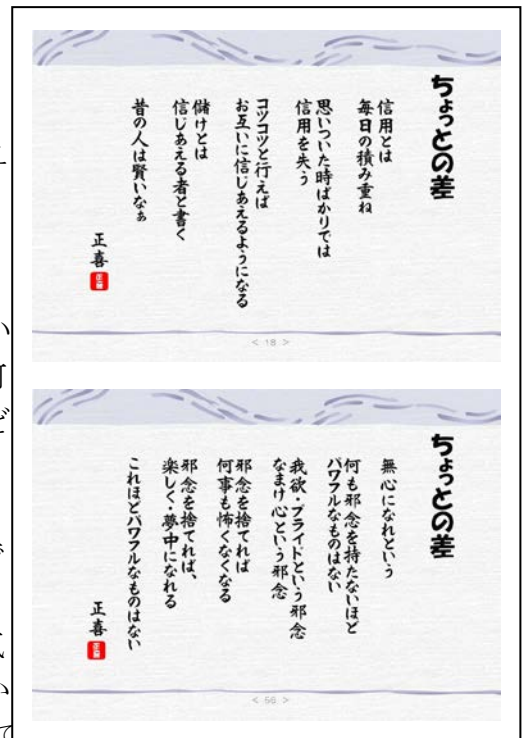 ちょっとの差
信用とは
毎日の積み重ね
思いついた時ばかりでは
信用を失う
コツコツと行えば
お互いに信じあえるようになる
儲けとは
信じあえる者と書く
昔の人は賢いなぁ
正喜
< 18 >
ちょっとの差
無心になれという
何も邪念を持たないほど
パワフルなものはない
我欲・プライドという邪念
なまけ心という邪念
邪念を捨てれば
何事も怖くなくなる
邪念を捨てれば、
楽しく・夢中になれる
これほどパワフルなものはない
正喜